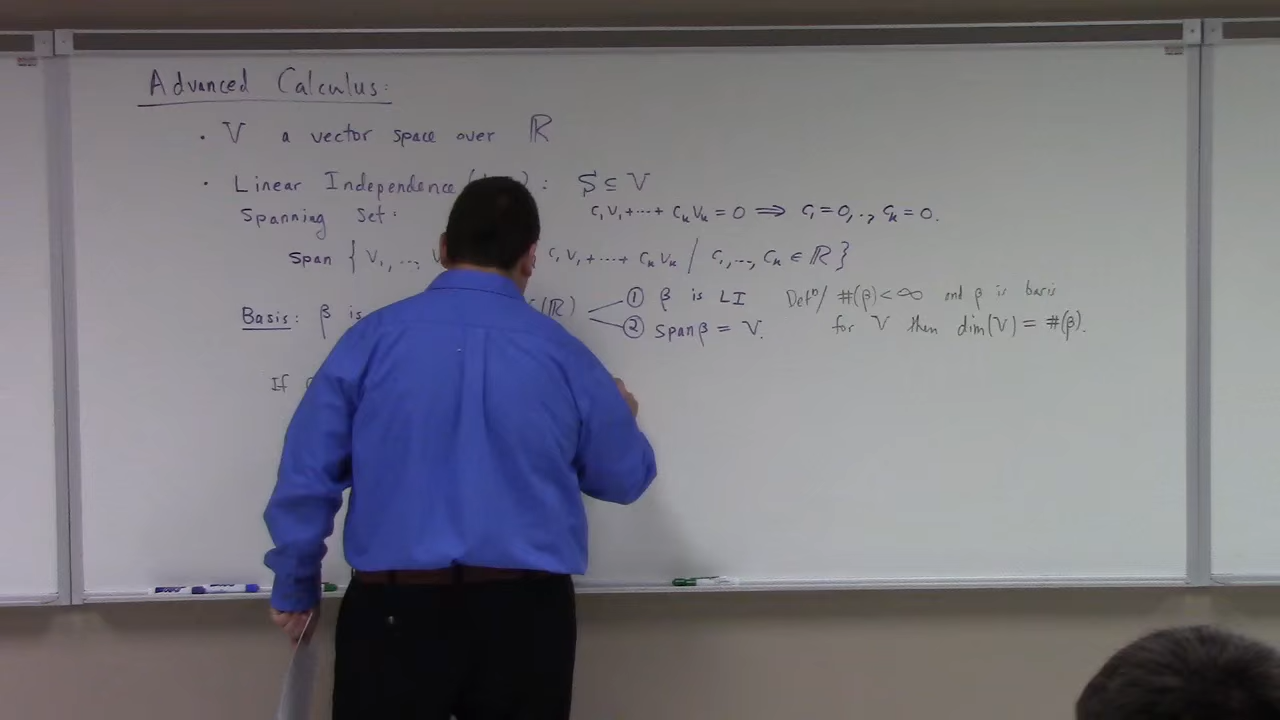 Advanced Calculus:
• V a vector space over ℝ
• Linear Independence ( ) : S ⊆ V
Spanning Set: c₁v₁+⋯+ cₖvₖ = 0 ⟹ c₁=0,.., cₖ=0.
Span { v₁,..., c₁v₁+⋯+ cₖvₖ / c₁,..., cₖ ∈ ℝ }
Basis: β is (ℝ) ① β is LI Defⁿ/ #(β)<∞ and β is basis
② span β = V. for V then dim(V) = #(β).
If